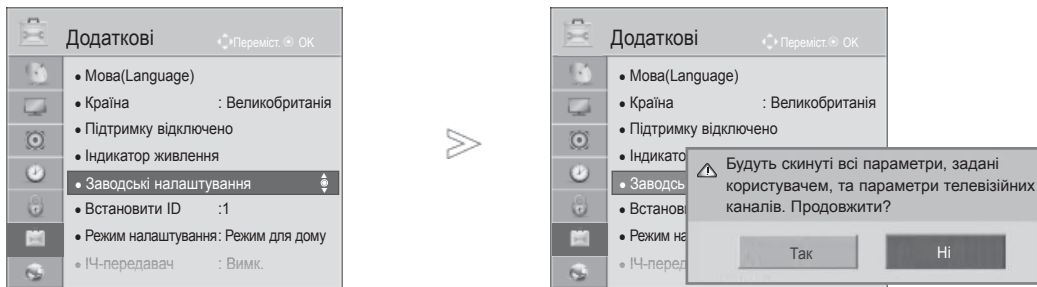 Додаткові
Переміст. OK
• Мова(Language)
• Країна : Великобританія
• Підтримку відключено
• Індикатор живлення
• Заводські налаштування
• Встановити ID :1
• Режим налаштування: Режим для дому
• ІЧ-передавач : Вимк.
Додаткові
Переміст. OK
• Мова(Language)
• Країна : Великобританія
• Підтримку відключено
• Індикато
• Заводсь
• Встанови
• Режим на
• ІЧ-перед
Будуть скинуті всі параметри, задані
користувачем, та параметри телевізійних
каналів. Продовжити?
Так Ні